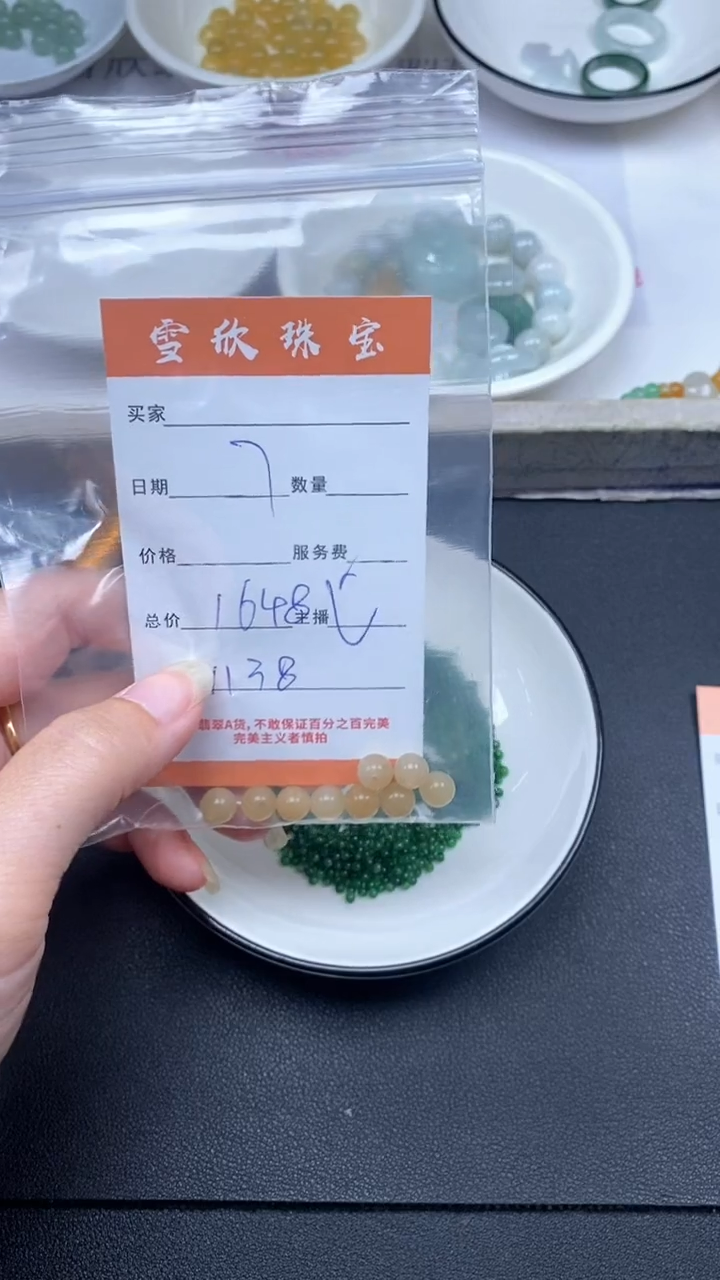 雪欣珠宝
买家
日期 7 数量
价格 服务费
总价 1648 主播
1138
翡翠A货，不敢保证百分之百完美
完美主义者慎拍